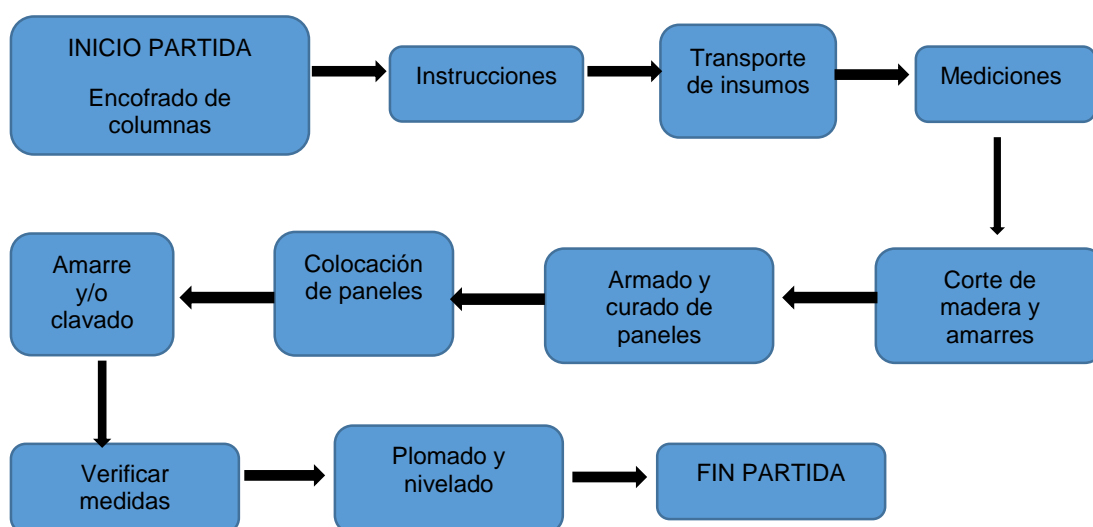 INICIO PARTIDA
Encofrado de
columnas
Instrucciones
Transporte
de insumos
Mediciones
Corte de
madera y
amarres
Armado y
curado de
paneles
Colocación
de paneles
Amarre
y/o
clavado
Verificar
medidas
Plomado y
nivelado
FIN PARTIDA